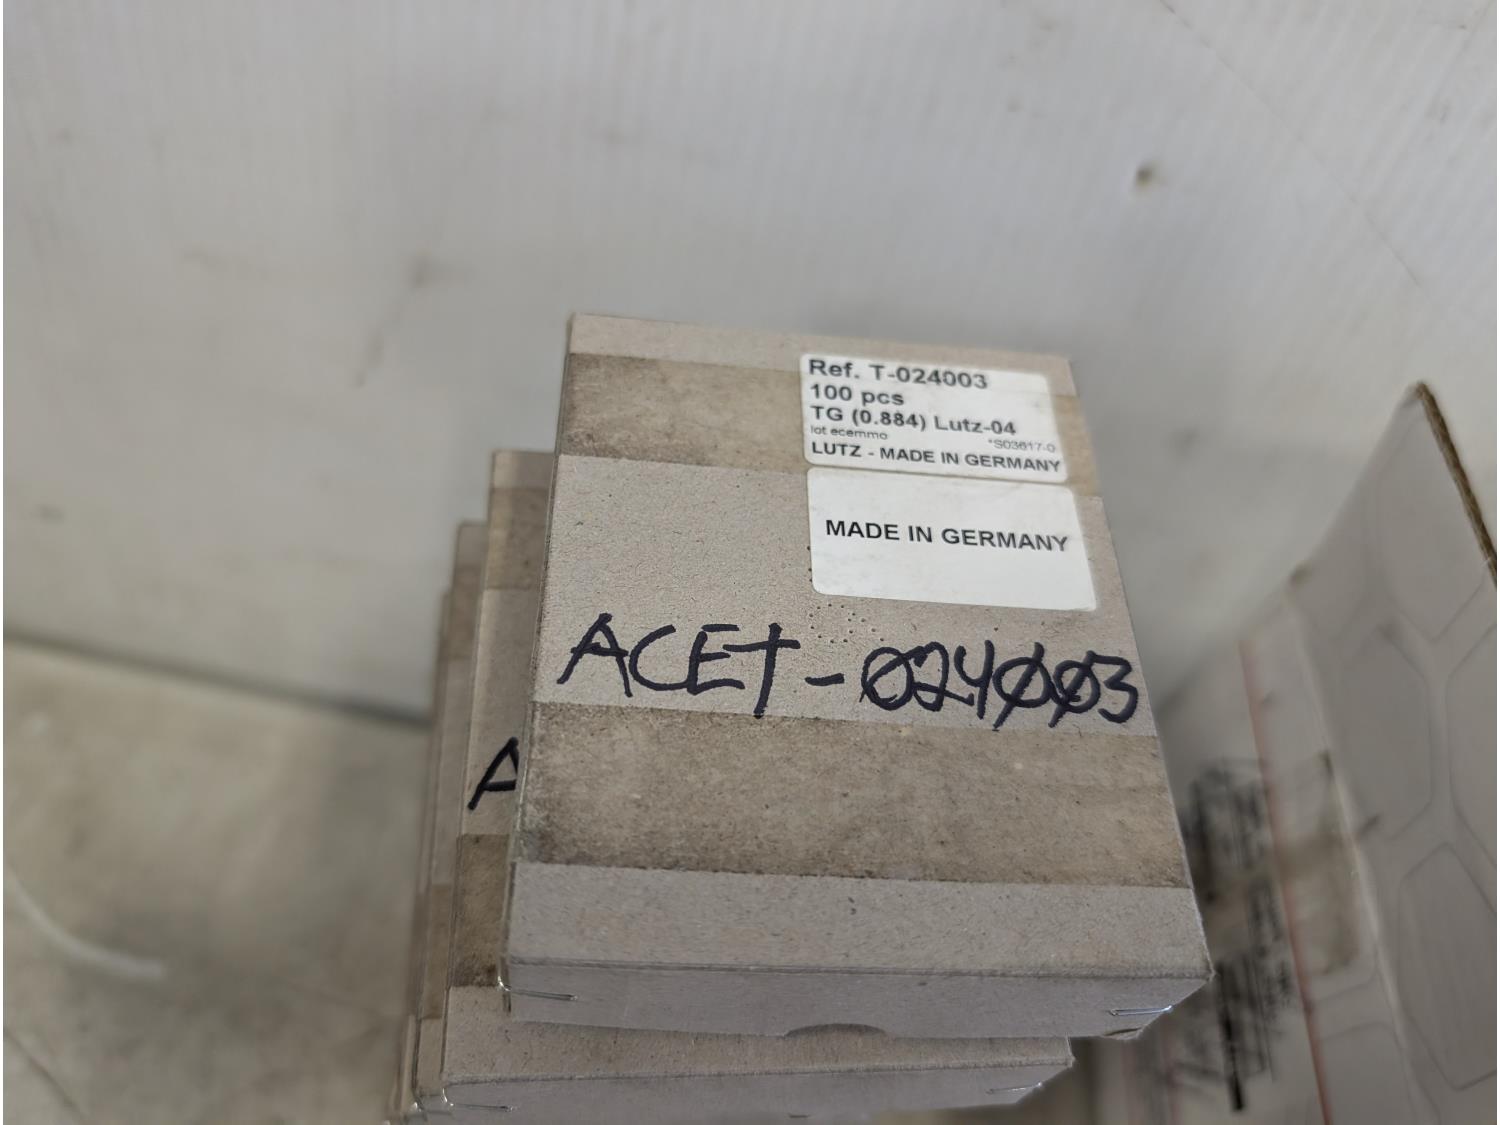 Ref. T-024003
100 pcs
TG (0.884) Lutz-04
lot ecemmo *S03617-0
LUTZ - MADE IN GERMANY
MADE IN GERMANY
ACET-024003
A